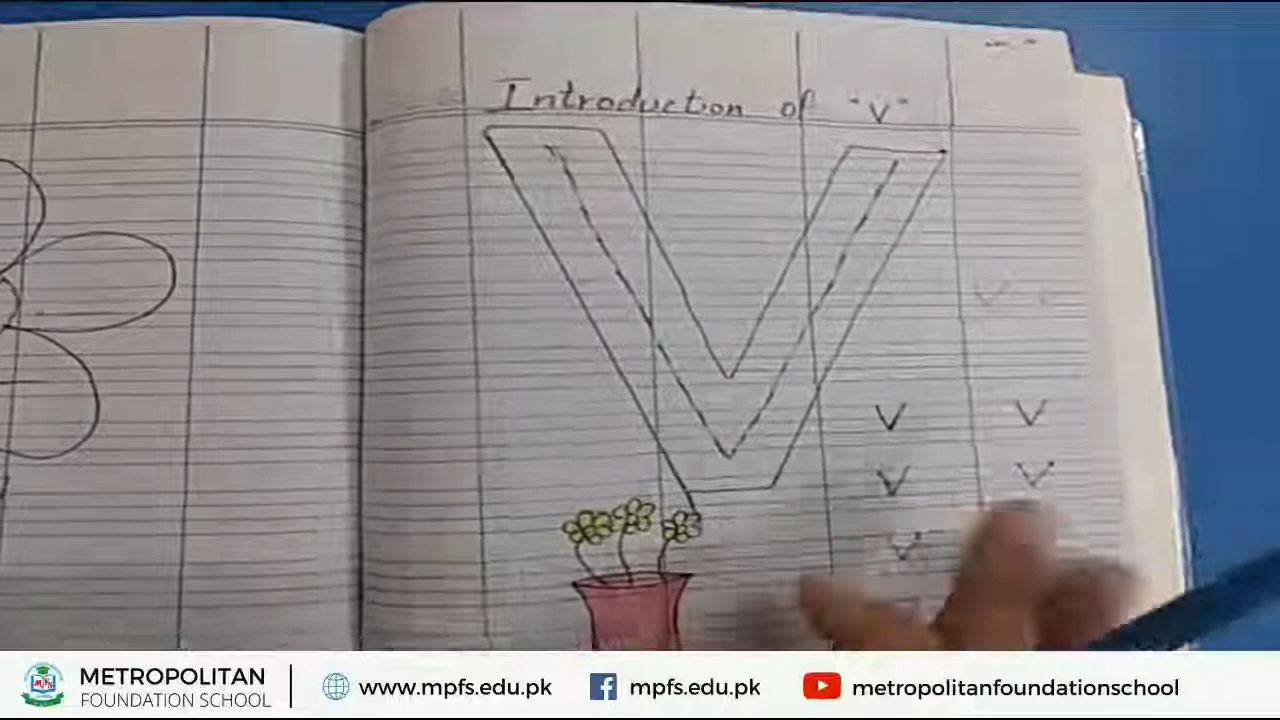 Introduction of "V"
V V
V V
V
METROPOLITAN
FOUNDATION SCHOOL
www.mpfs.edu.pk
mpfs.edu.pk
metropolitanfoundationschool